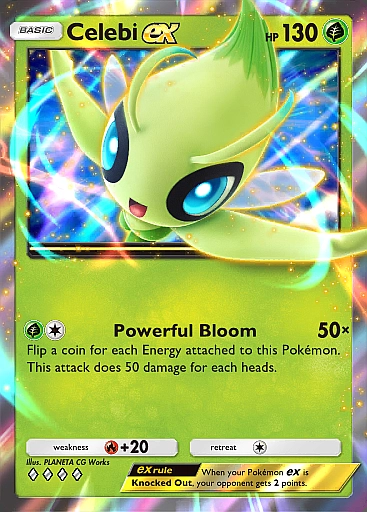 BASIC
Celebi ex
HP 130
Powerful Bloom 50×
Flip a coin for each Energy attached to this Pokémon.
This attack does 50 damage for each heads.
weakness +20 retreat
Illus. PLANETA CG Works
ex rule When your Pokémon ex is
Knocked Out, your opponent gets 2 points.